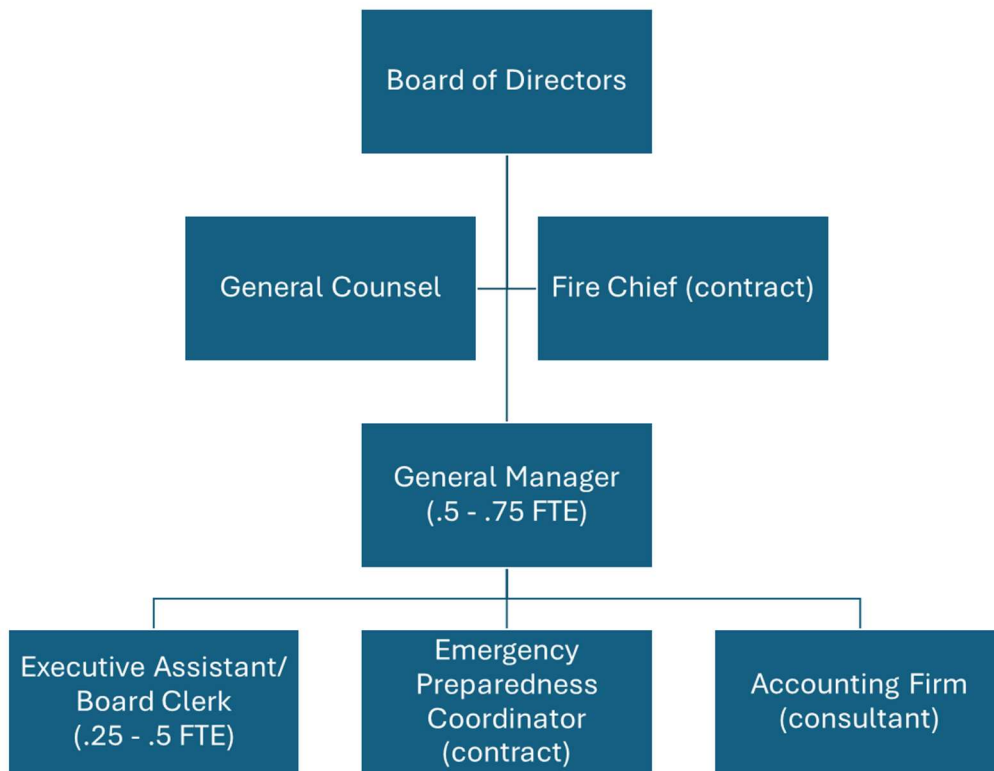 Board of Directors
General Counsel
Fire Chief (contract)
General Manager
(.5 - .75 FTE)
Executive Assistant/
Board Clerk
(.25 - .5 FTE)
Emergency
Preparedness
Coordinator
(contract)
Accounting Firm
(consultant)